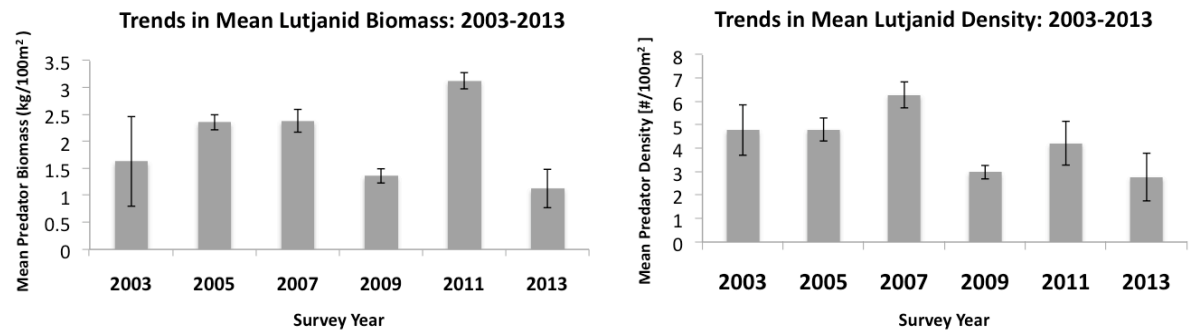 Trends in Mean Lutjanid Biomass: 2003-2013
Mean Predator Biomass (kg/100m²)
3.5
3
2.5
2
1.5
1
0.5
0
2003 2005 2007 2009 2011 2013
Survey Year
Trends in Mean Lutjanid Density: 2003-2013
Mean Predator Density [#/100m² ]
8
7
6
5
4
3
2
1
0
2003 2005 2007 2009 2011 2013
Survey Year